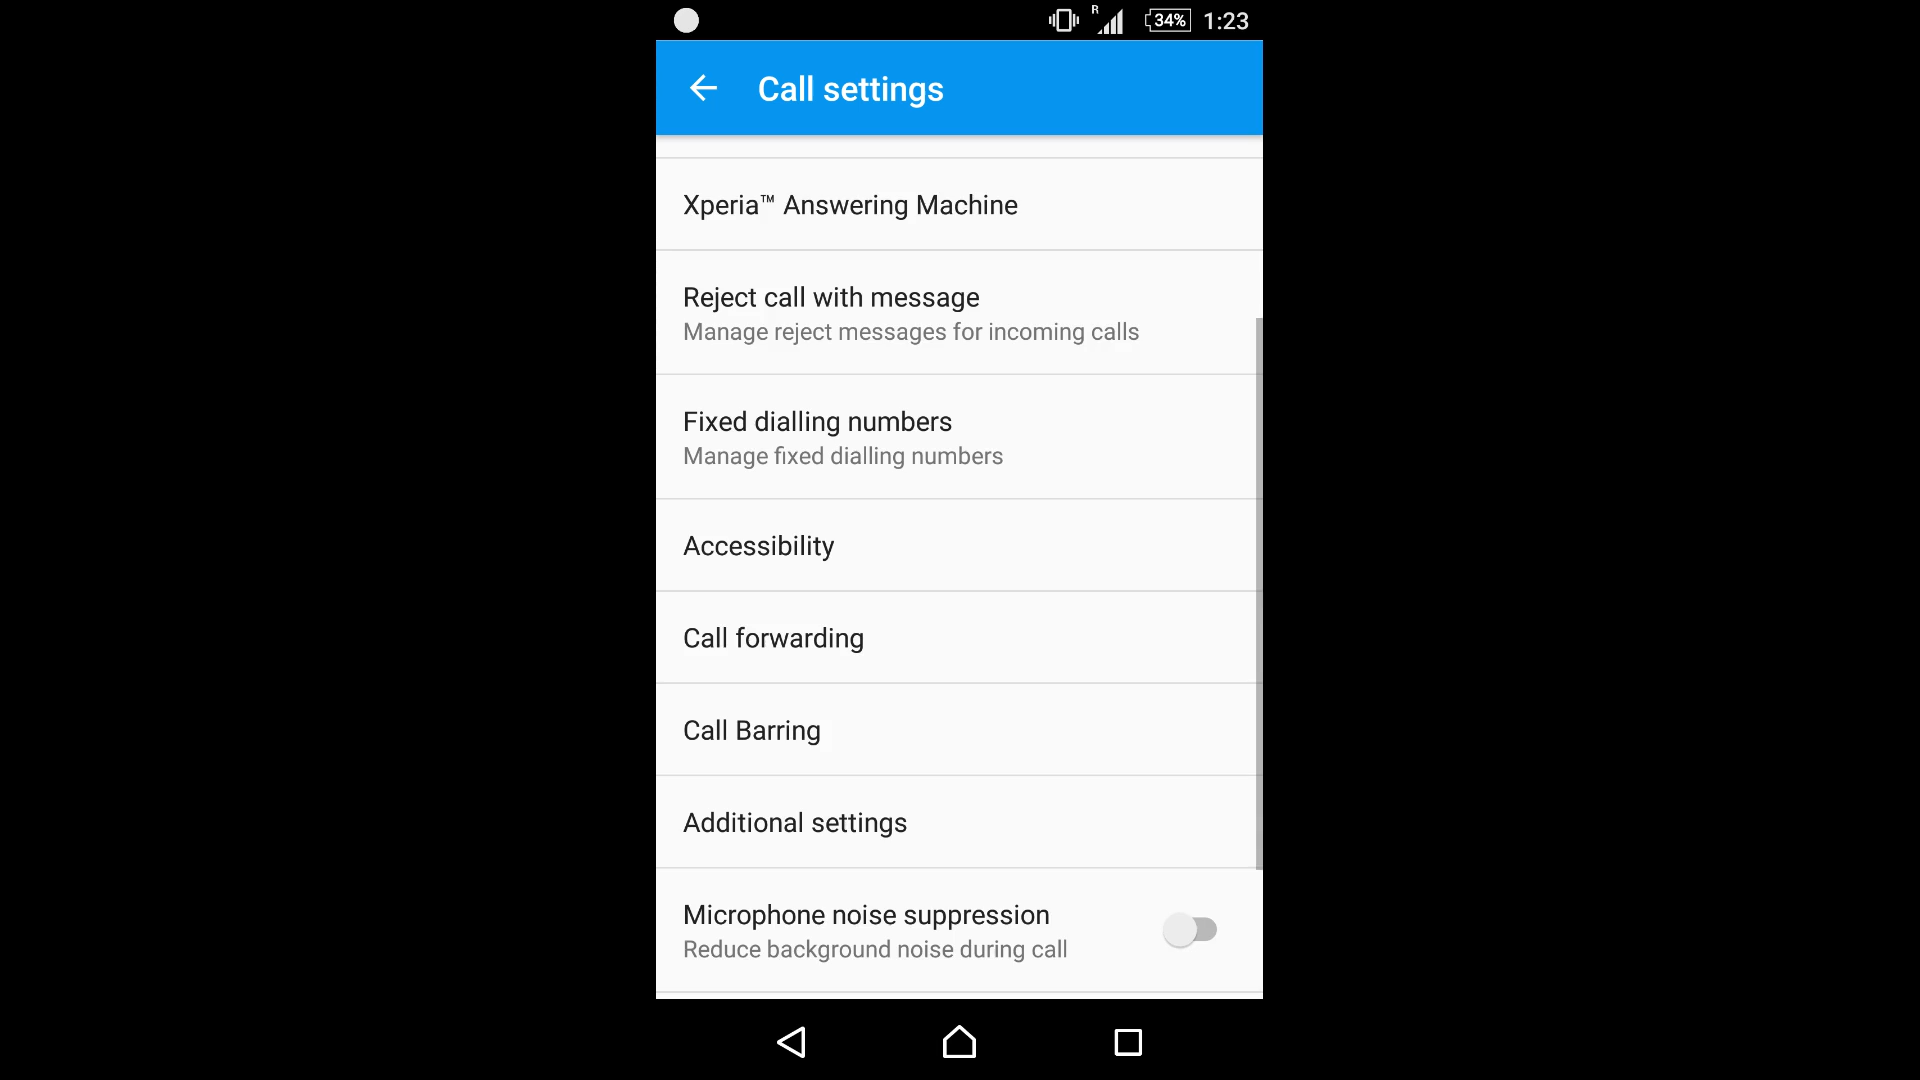 R 34% 1:23
Call settings
Xperia™ Answering Machine
Reject call with message
Manage reject messages for incoming calls
Fixed dialling numbers
Manage fixed dialling numbers
Accessibility
Call forwarding
Call Barring
Additional settings
Microphone noise suppression
Reduce background noise during call